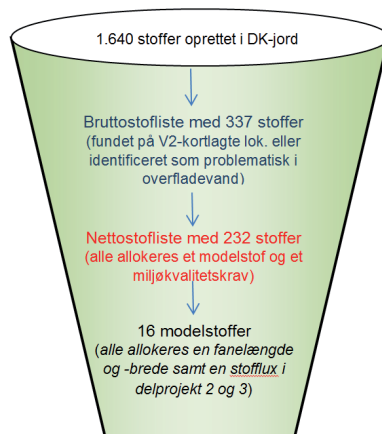 1.640 stoffer oprettet i DK-jord
Bruttostofliste med 337 stoffer
(fundet på V2-kortlagte lok. eller
identificeret som problematisk i
overfladevand)
Nettostofliste med 232 stoffer
(alle allokeres et modelstof og et
miljøkvalitetskrav)
16 modelstoffer
(alle allokeres en fanelængde
og -brede samt en stofflux i
delprojekt 2 og 3)